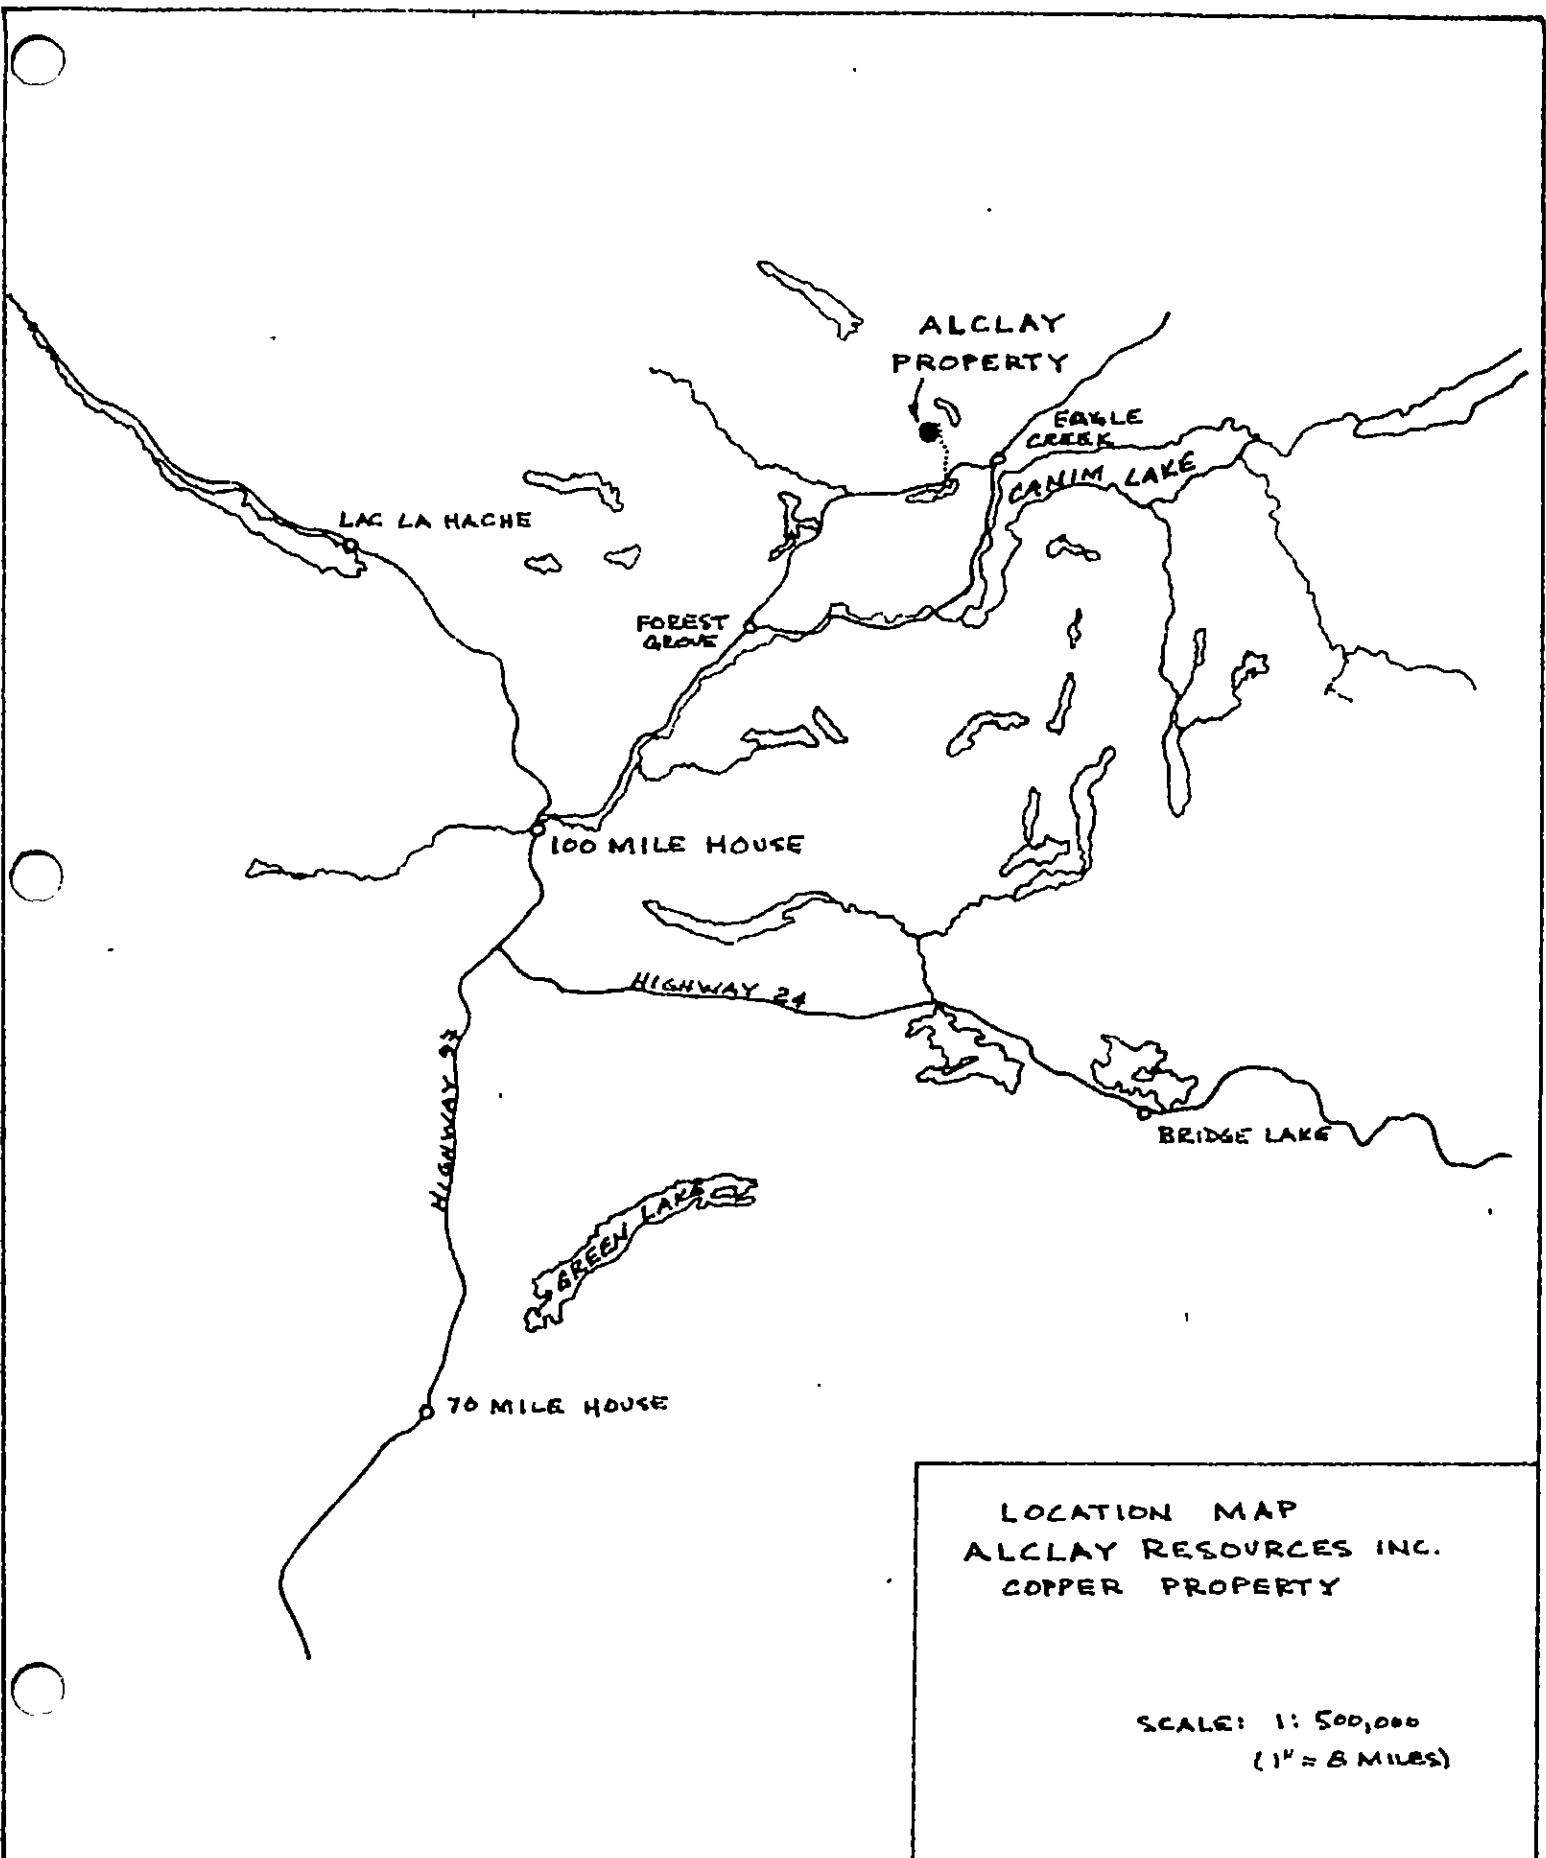 ALCLAY
PROPERTY
EAGLE
CREEK
CANIM LAKE
LAC LA HACHE
FOREST
GROVE
100 MILE HOUSE
HIGHWAY 24
HIGHWAY 97
BRIDGE LAKE
GREEN LAKE
70 MILE HOUSE
LOCATION MAP
ALCLAY RESOURCES INC.
COPPER PROPERTY
SCALE: 1: 500,000
(1" = 8 MILES)